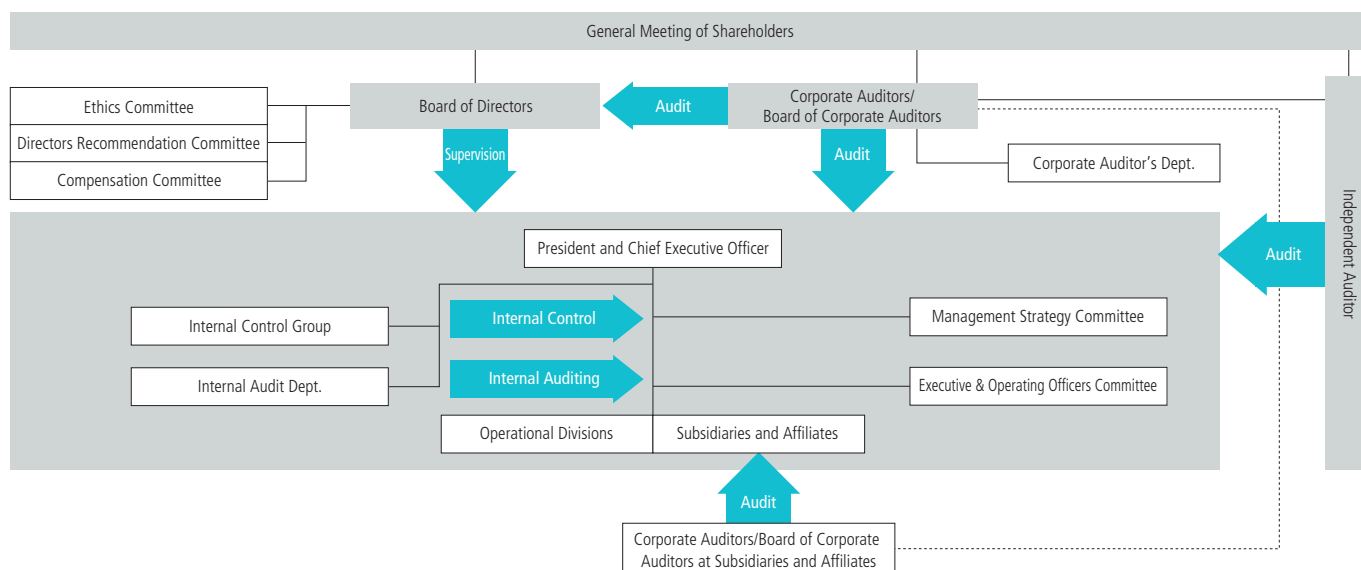 General Meeting of Shareholders
Ethics Committee
Directors Recommendation Committee
Compensation Committee
Board of Directors
Audit
Corporate Auditors/
Board of Corporate Auditors
Supervision
Audit
Corporate Auditor’s Dept.
Independent Auditor
Audit
President and Chief Executive Officer
Internal Control Group
Internal Control
Management Strategy Committee
Internal Audit Dept.
Internal Auditing
Executive & Operating Officers Committee
Operational Divisions
Subsidiaries and Affiliates
Audit
Corporate Auditors/Board of Corporate
Auditors at Subsidiaries and Affiliates